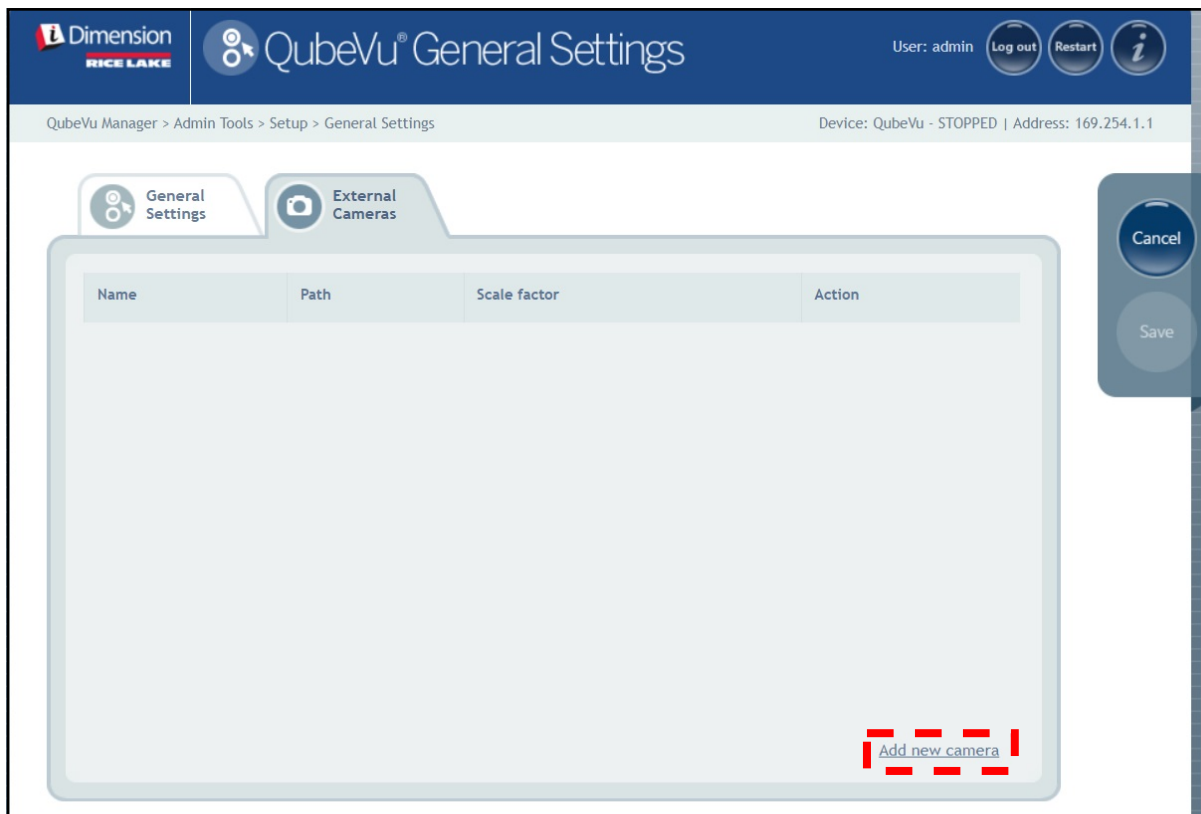 Dimension
RICE LAKE
QubeVu® General Settings
User: admin
Log out
Restart
i
QubeVu Manager > Admin Tools > Setup > General Settings
Device: QubeVu - STOPPED | Address: 169.254.1.1
General
Settings
External
Cameras
Cancel
Save
Name Path Scale factor Action
Add new camera